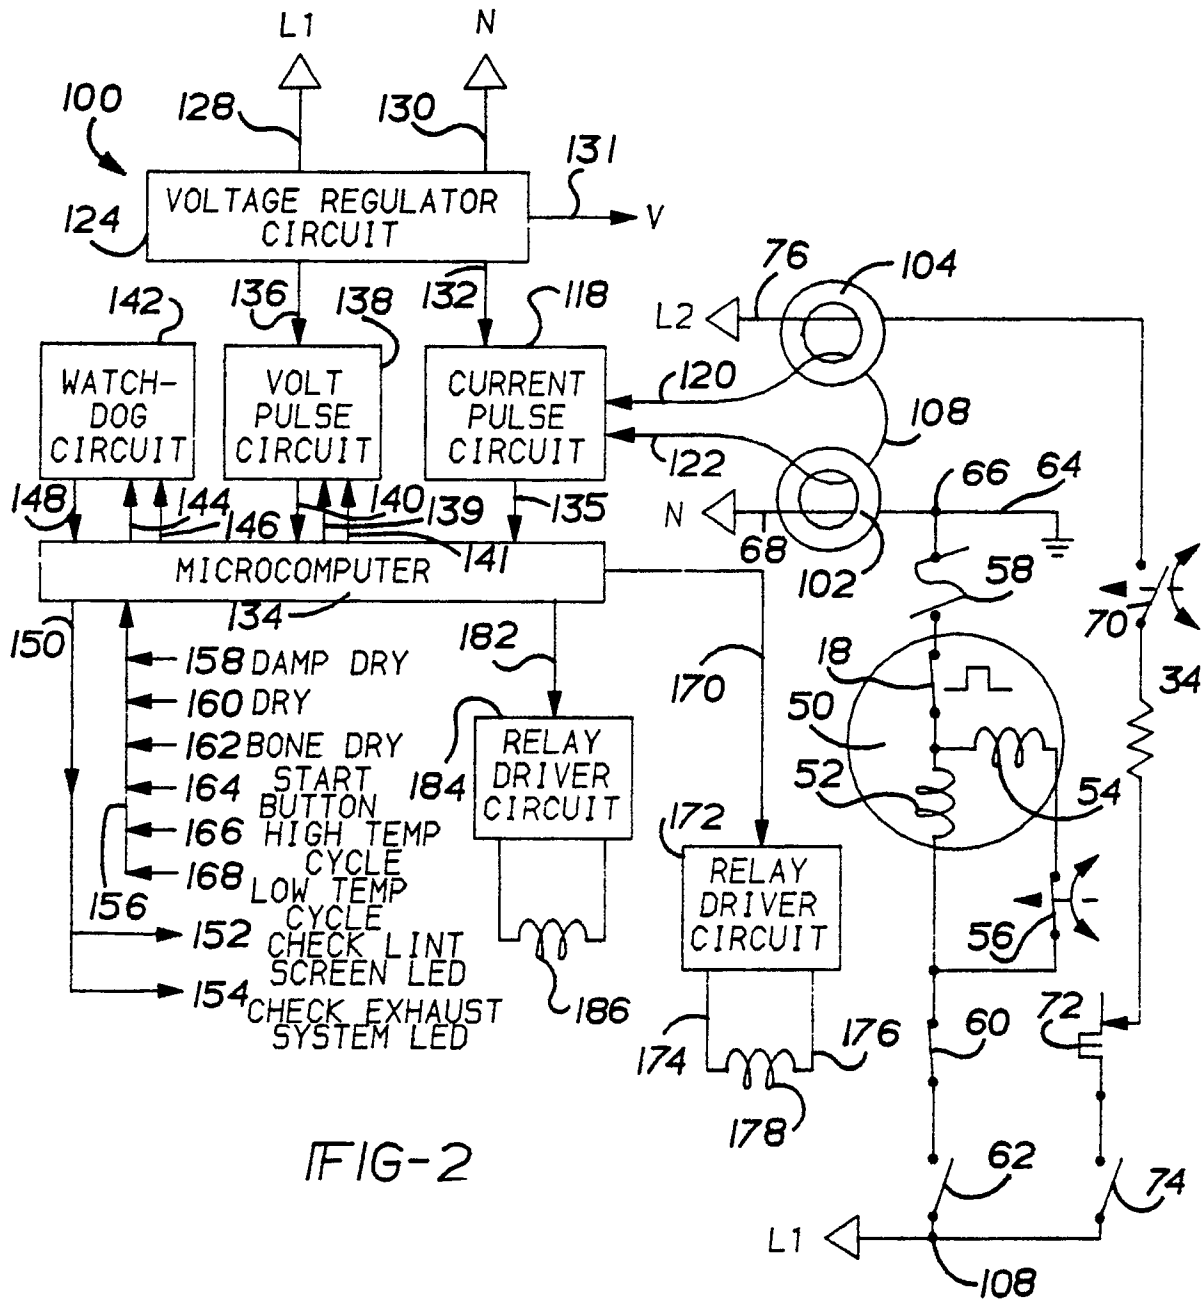 L1
N
100
128
130
131
VOLTAGE REGULATOR
CIRCUIT
V
124
76
104
142
136
138
132
118
L2
WATCH-
DOG
CIRCUIT
VOLT
PULSE
CIRCUIT
CURRENT
PULSE
CIRCUIT
120
108
122
66
64
148
144
146
140
139
135
141
N
68
102
58
70
MICROCOMPUTER
134
150
182
170
18
34
158 DAMP DRY
160 DRY
162 BONE DRY
164 START
BUTTON
166 HIGH TEMP
CYCLE
168 LOW TEMP
CYCLE
156
152 CHECK LINT
SCREEN LED
154 CHECK EXHAUST
SYSTEM LED
184
RELAY
DRIVER
CIRCUIT
50
52
54
172
RELAY
DRIVER
CIRCUIT
56
186
174
176
178
60
72
62
74
L1
108
FIG-2